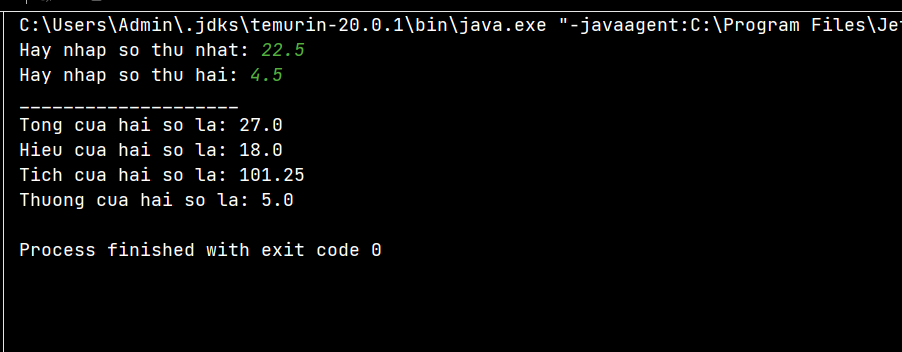 C:\Users\Admin\.jdks\temurin-20.0.1\bin\java.exe "-javaagent:C:\Program Files\Jet
Hay nhap so thu nhat: 22.5
Hay nhap so thu hai: 4.5
____________________
Tong cua hai so la: 27.0
Hieu cua hai so la: 18.0
Tich cua hai so la: 101.25
Thuong cua hai so la: 5.0
Process finished with exit code 0